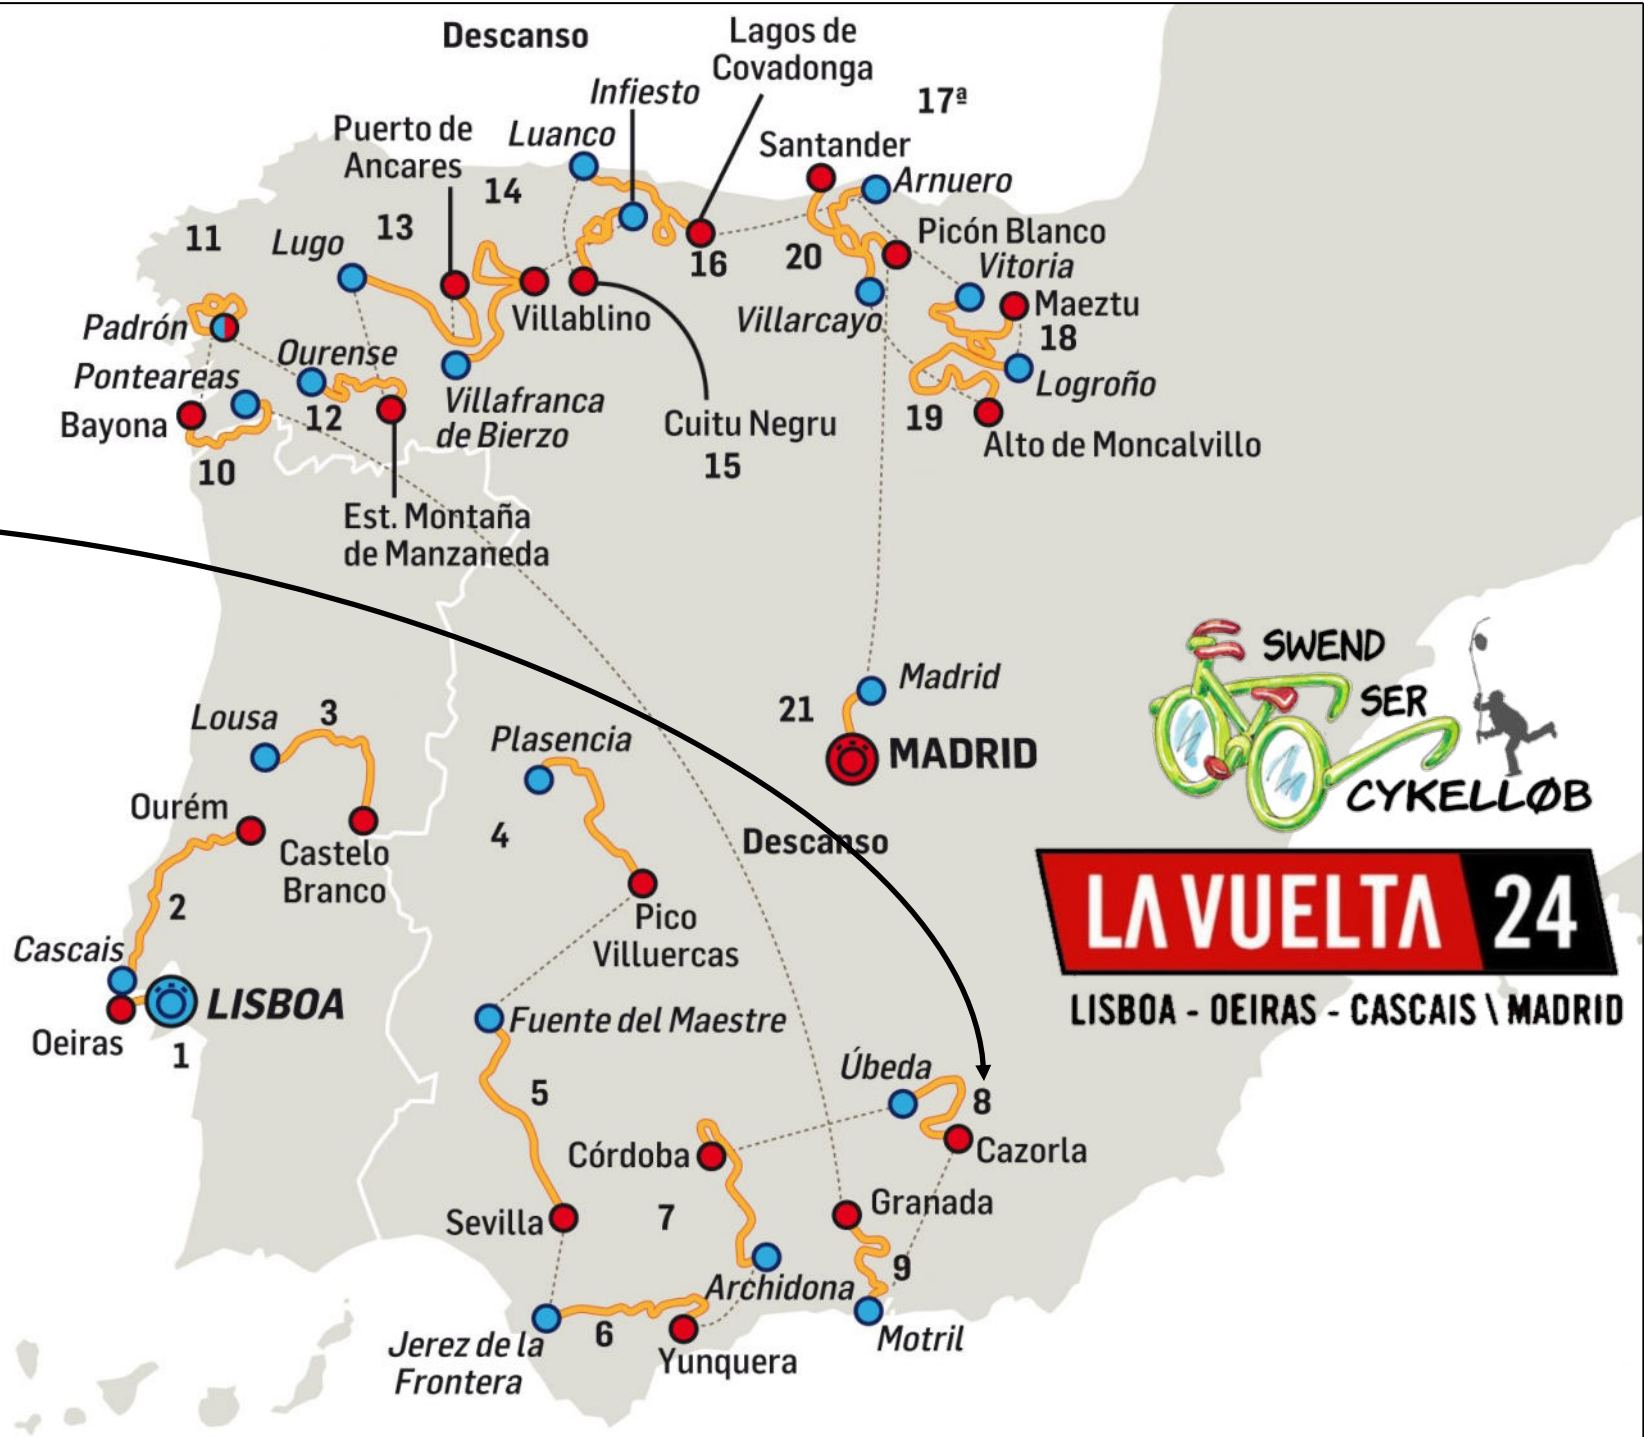 Descanso
Lagos de
Covadonga
Infiesto
17ª
Puerto de
Ancares
Luanco
Santander
14
Arnuero
11
13
Lugo
Picón Blanco
20
16
Vitoria
Villablino
Villarcayo
Maeztu
Padrón
18
Ourense
Ponteareas
Logroño
Bayona
12
Villafranca
de Bierzo
Cuitu Negru
19
Alto de Moncalvillo
10
15
Est. Montaña
de Manzaneda
SWEND
SER
CYKELLØB
Madrid
21
MADRID
Lousa
3
Plasencia
Ourém
4
Descanso
Castelo
Branco
2
Pico
Villuercas
LA VUELTA 24
LISBOA - OEIRAS - CASCAIS \ MADRID
Cascais
LISBOA
Oeiras
1
Fuente del Maestre
5
Úbeda
8
Córdoba
Cazorla
Sevilla
7
Granada
9
Archidona
Jerez de la
Frontera
6
Yunquera
Motril